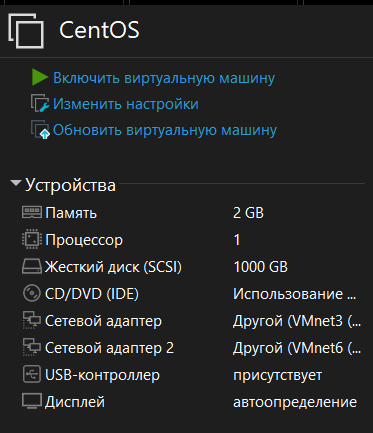 CentOS
Включить виртуальную машину
Изменить настройки
Обновить виртуальную машину
Устройства
Память 2 GB
Процессор 1
Жесткий диск (SCSI) 1000 GB
CD/DVD (IDE) Использование ...
Сетевой адаптер Другой (VMnet3 (...
Сетевой адаптер 2 Другой (VMnet6 (...
USB-контроллер присутствует
Дисплей автоопределение